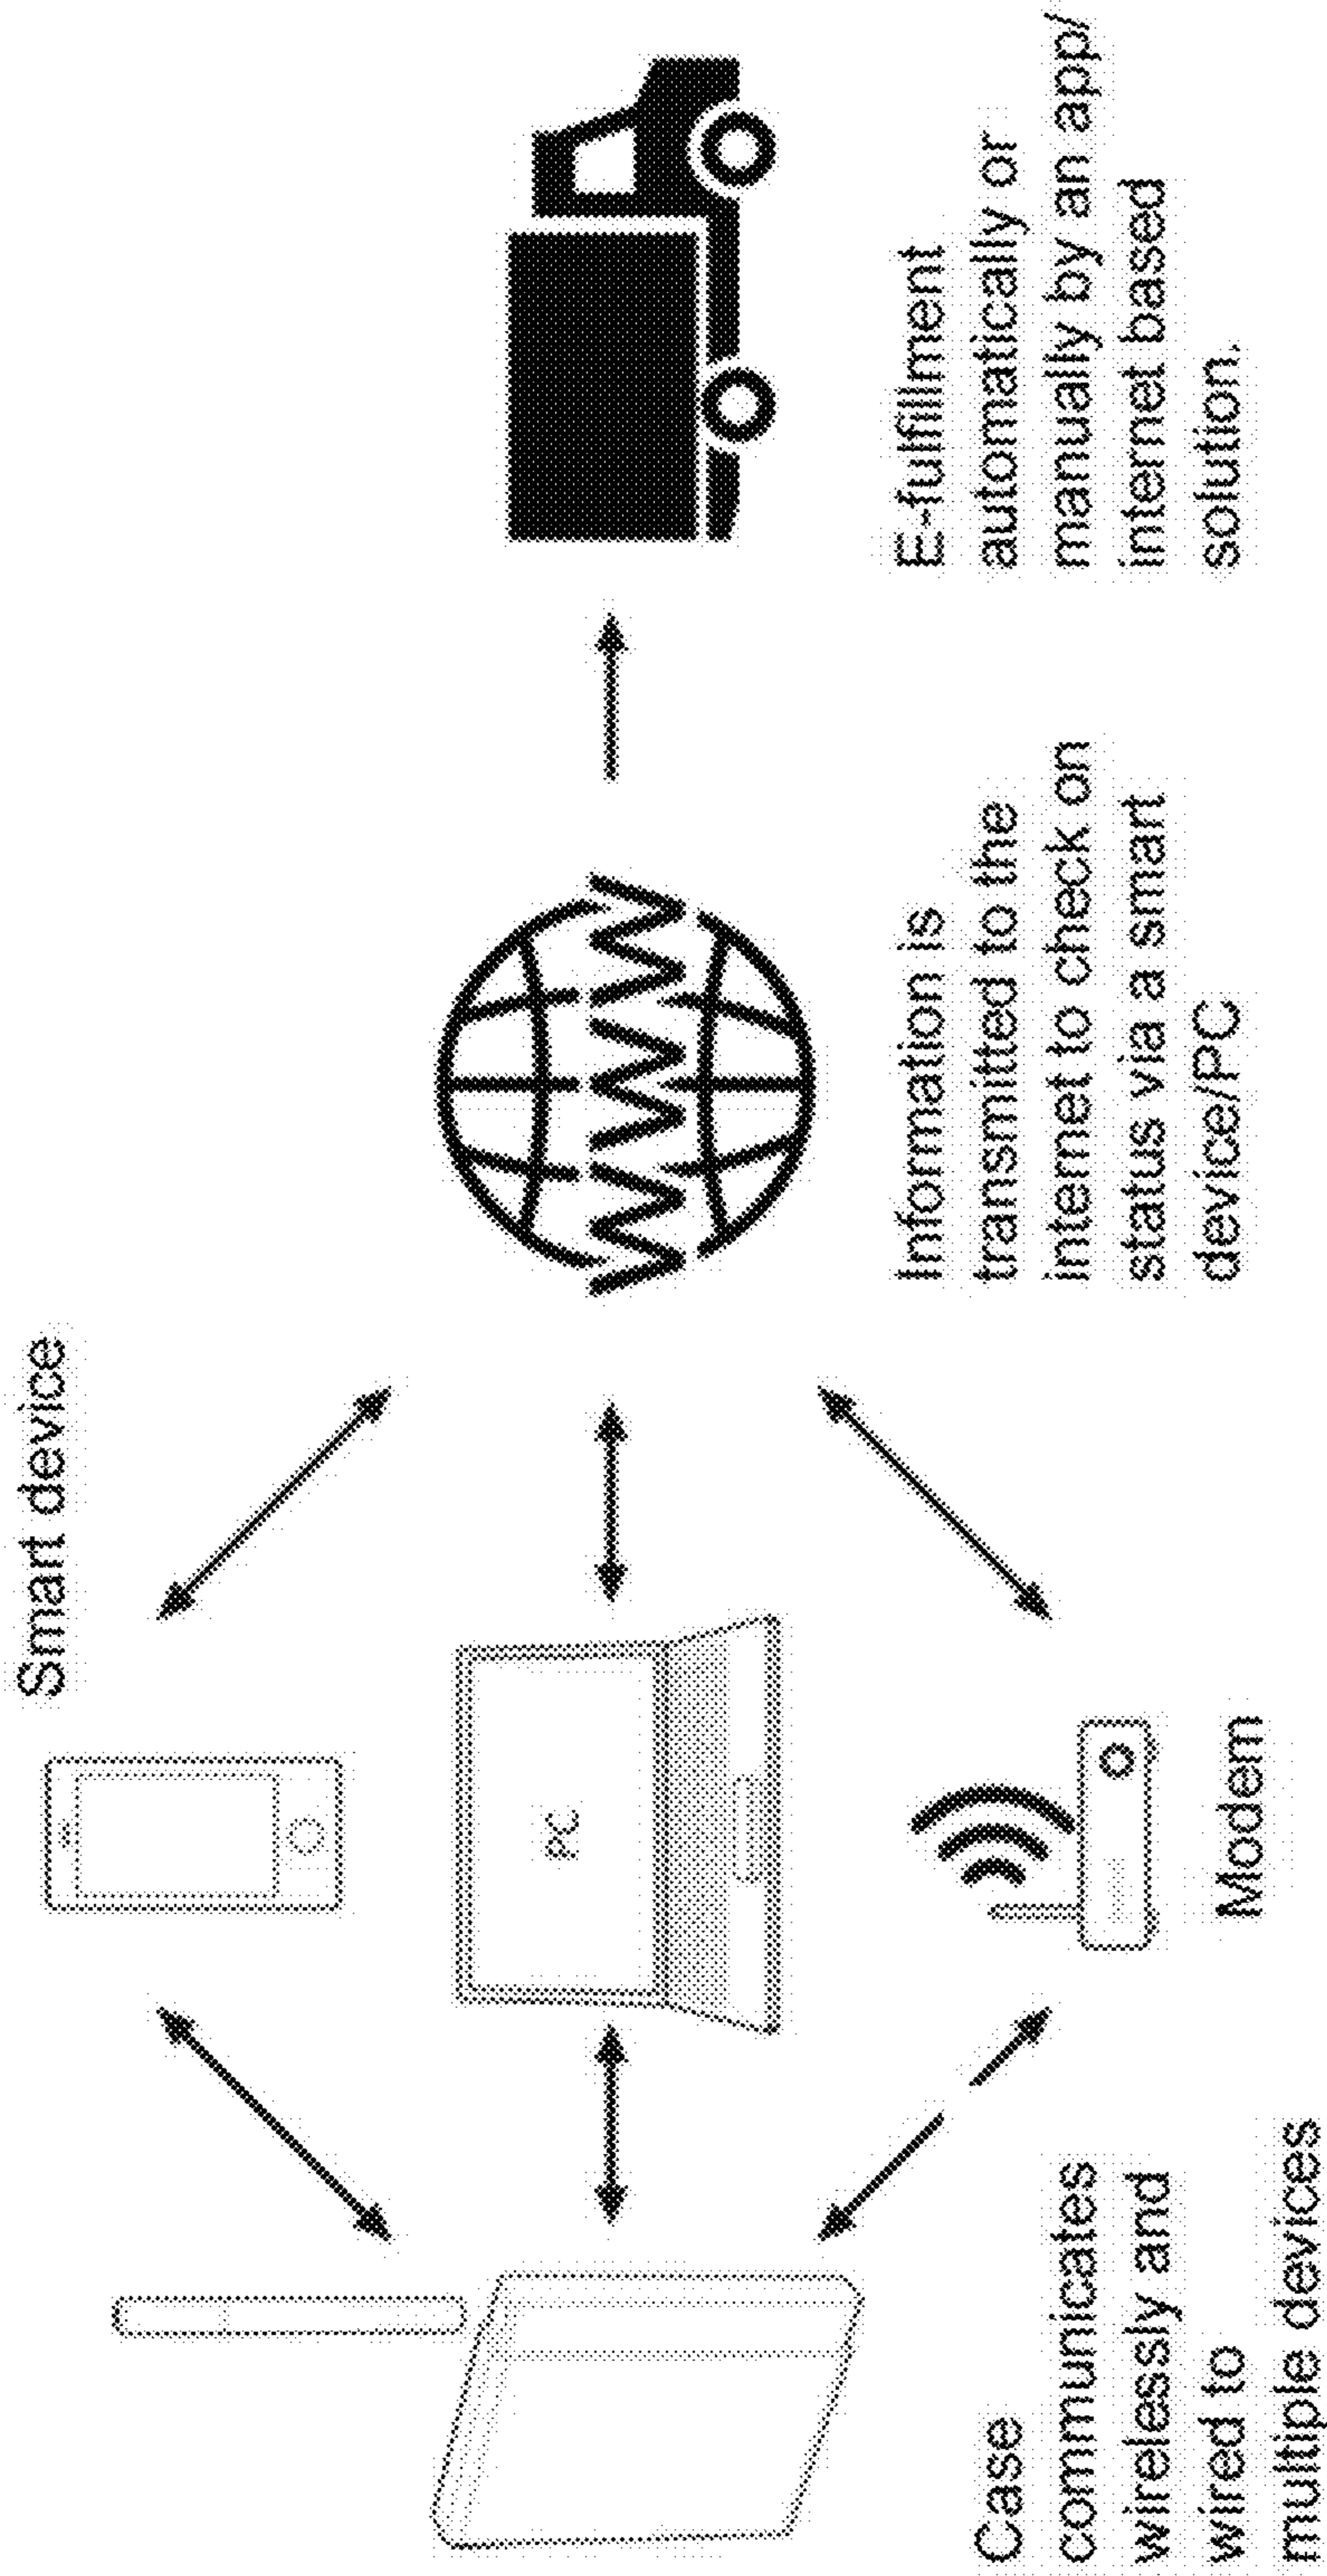 Smart device
PC
Modem
WWW
Case
communicates
wirelessly and
wired to
multiple devices
Information is
transmitted to the
internet to check on
status via a smart
device/PC
E-fulfillment
automatically or
manually by an app/
internet based
solution.